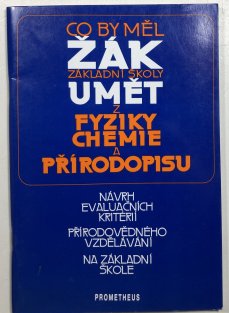 CO BY MĚL
ŽÁK
ZÁKLADNÍ ŠKOLY
UMĚT
Z
FYZIKY
CHEMIE
A
PŘÍRODOPISU
NÁVRH
EVALUAČNÍCH
KRITÉRIÍ
PŘÍRODOVĚDNÉHO
VZDĚLÁVÁNÍ
NA ZÁKLADNÍ
ŠKOLE
PROMETHEUS